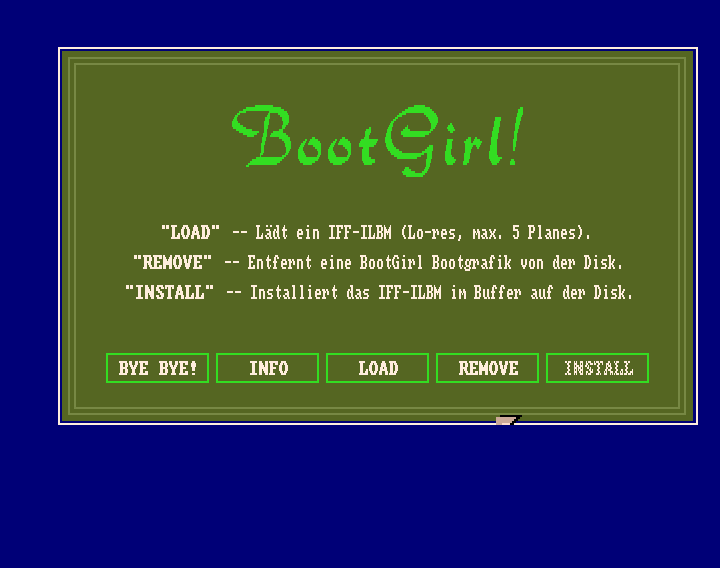 BootGirl!
"LOAD" -- Lädt ein IFF-ILBM (Lo-res, max. 5 Planes).
"REMOVE" -- Entfernt eine BootGirl Bootgrafik von der Disk.
"INSTALL" -- Installiert das IFF-ILBM im Buffer auf der Disk.
BYE BYE! INFO LOAD REMOVE INSTALL